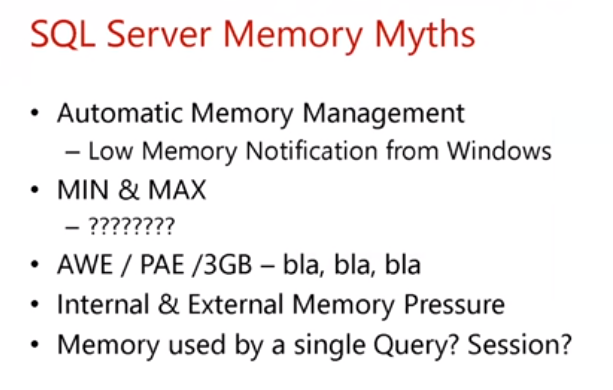 SQL Server Memory Myths
• Automatic Memory Management
– Low Memory Notification from Windows
• MIN & MAX
– ????????
• AWE / PAE /3GB – bla, bla, bla
• Internal & External Memory Pressure
• Memory used by a single Query? Session?